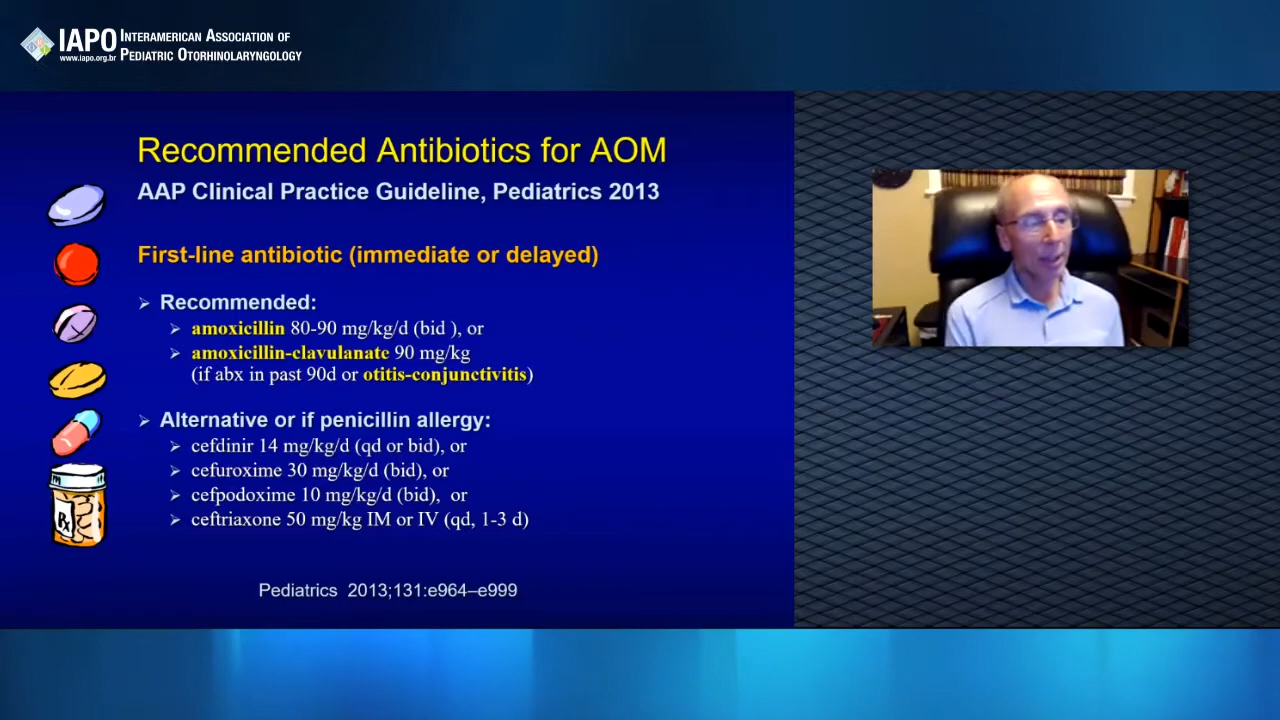 IAPO
INTERAMERICAN ASSOCIATION OF
PEDIATRIC OTORHINOLARYNGOLOGY
www.iapo.org.br
Recommended Antibiotics for AOM
AAP Clinical Practice Guideline, Pediatrics 2013
First-line antibiotic (immediate or delayed)
➢ Recommended:
➢ amoxicillin 80-90 mg/kg/d (bid ), or
➢ amoxicillin-clavulanate 90 mg/kg
(if abx in past 90d or otitis-conjunctivitis)
➢ Alternative or if penicillin allergy:
➢ cefdinir 14 mg/kg/d (qd or bid), or
➢ cefuroxime 30 mg/kg/d (bid), or
➢ cefpodoxime 10 mg/kg/d (bid), or
➢ ceftriaxone 50 mg/kg IM or IV (qd, 1-3 d)
Rx
Pediatrics 2013;131:e964–e999